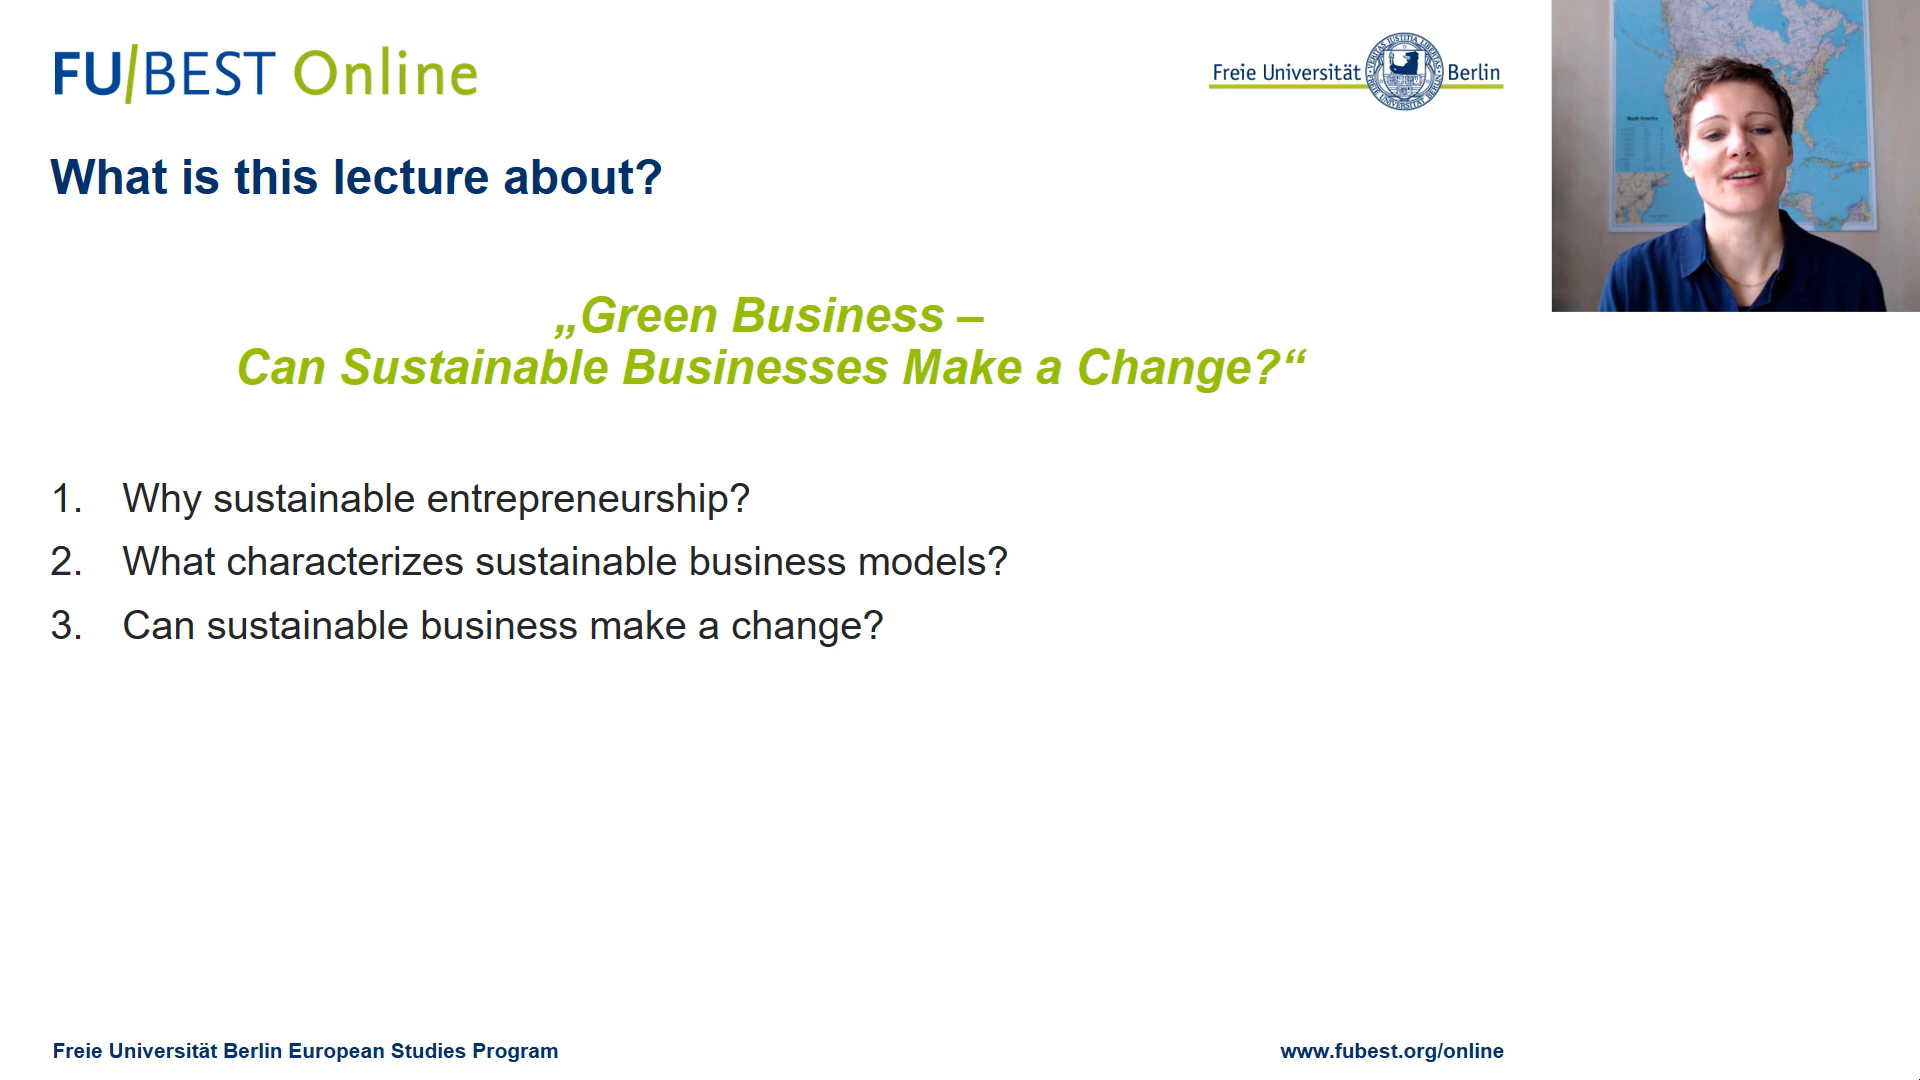 FU/BEST Online
Freie Universität Berlin
What is this lecture about?
„Green Business –
Can Sustainable Businesses Make a Change?“
1. Why sustainable entrepreneurship?
2. What characterizes sustainable business models?
3. Can sustainable business make a change?
Freie Universität Berlin European Studies Program
www.fubest.org/online